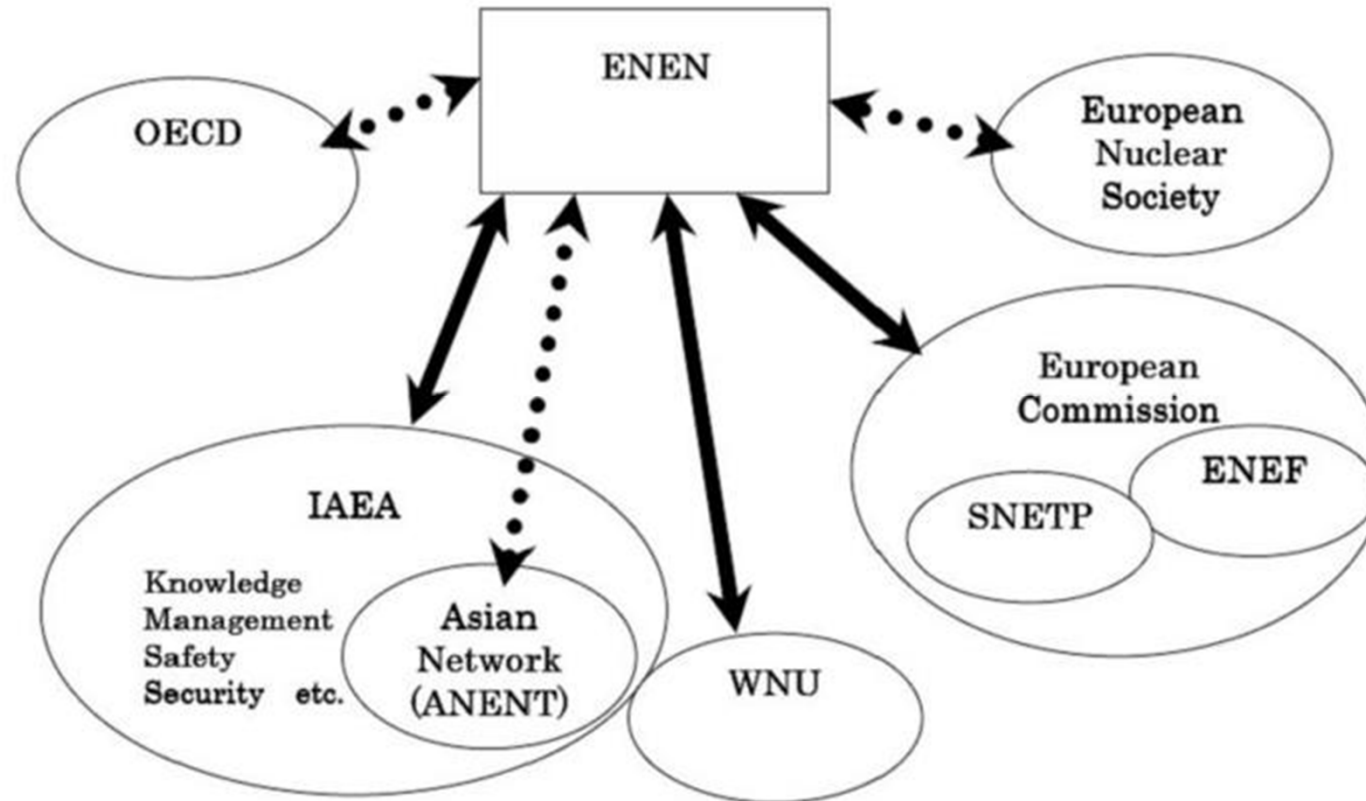 ENEN
OECD
European
Nuclear
Society
European
Commission
ENEF
SNETP
IAEA
Knowledge
Management
Safety
Security etc.
Asian
Network
(ANENT)
WNU